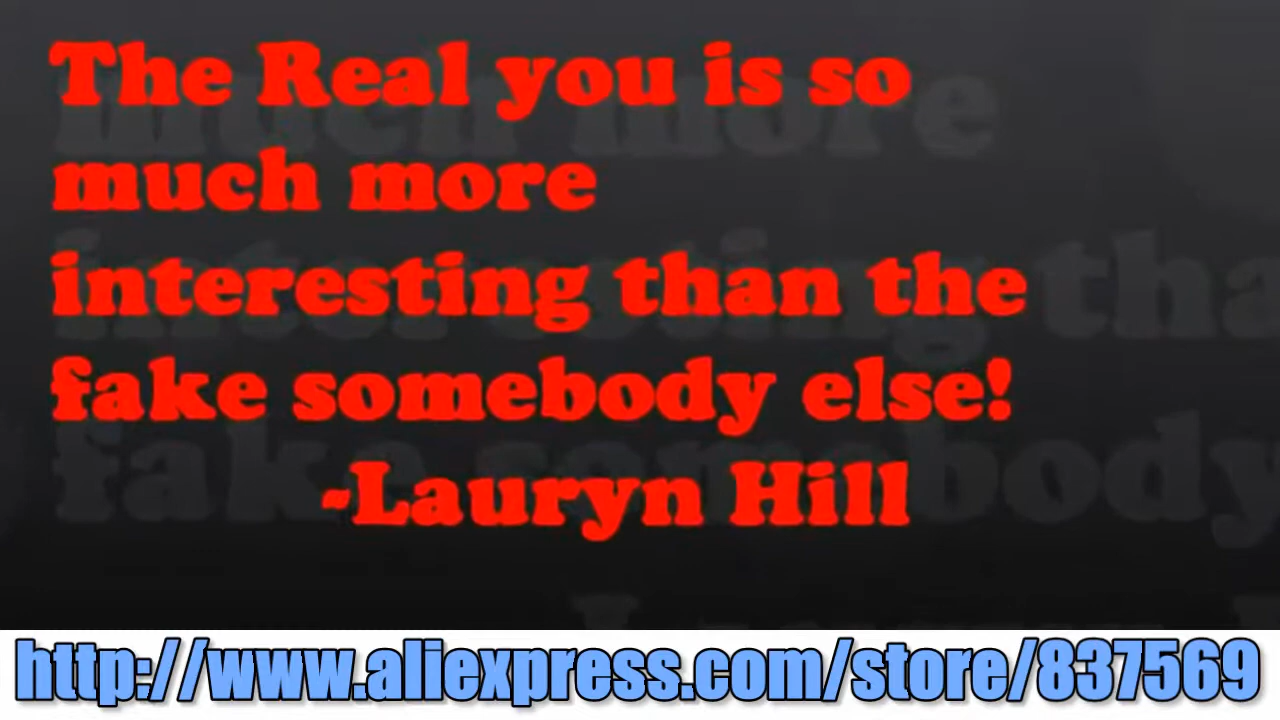 The Real you is so
much more
interesting than the
fake somebody else!
-Lauryn Hill
http://www.aliexpress.com/store/837569